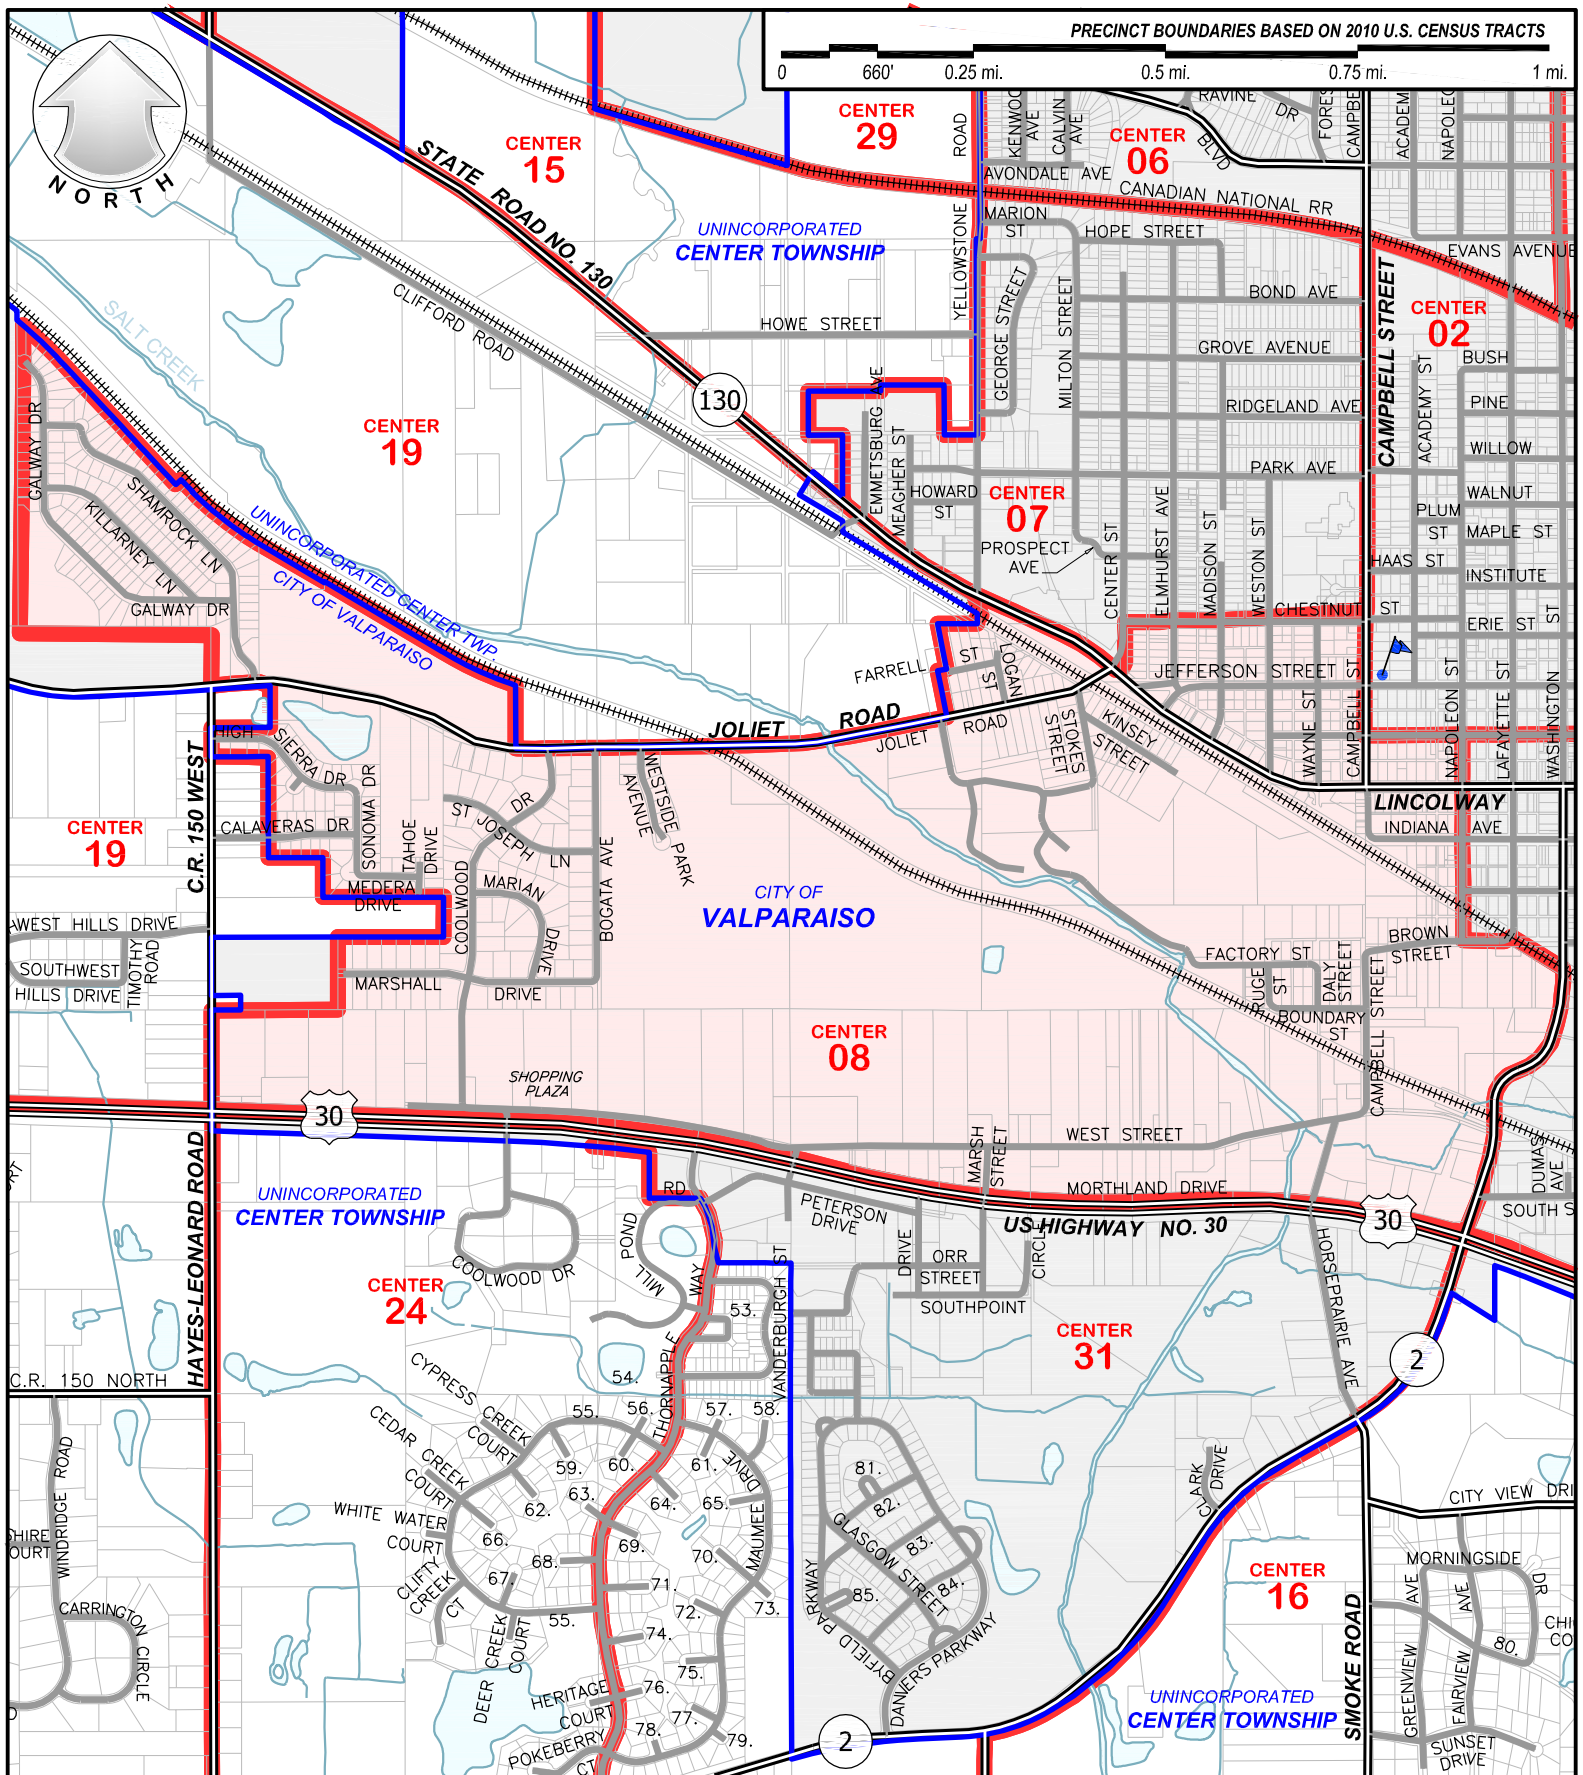 PRECINCT BOUNDARIES BASED ON 2010 U.S. CENSUS TRACTS
0 660' 0.25 mi. 0.5 mi. 0.75 mi. 1 mi.
NORTH
CENTER
15
CENTER
29
CENTER
06
ROAD
KENWOO
AVE
CALVIN
AVE
RAVINE DR
BLVD
FORES
CAMPBE
ACADEM
NAPOLEO
AVONDALE AVE
CANADIAN NATIONAL RR
STATE ROAD NO. 130
UNINCORPORATED
CENTER TOWNSHIP
YELLOWSTONE
MARION
ST
HOPE STREET
EVANS AVENUE
SALT CREEK
CLIFFORD ROAD
HOWE STREET
GEORGE STREET
MILTON STREET
BOND AVE
GROVE AVENUE
RIDGELAND AVE
PARK AVE
CAMPBELL STREET
CENTER
02
ACADEMY ST
BUSH
PINE
WILLOW
WALNUT
PLUM
ST
MAPLE ST
HAAS ST
INSTITUTE
ERIE ST
130
CENTER
19
EMMETSBURG AVE
MEAGHER ST
HOWARD
ST
CENTER
07
PROSPECT
AVE
CENTER ST
ELMHURST AVE
MADISON ST
WESTON ST
CHESTNUT ST
JEFFERSON STREET
WAYNE ST
CAMPBELL ST
NAPOLEON ST
LAFAYETTE ST
WASHINGTON ST
GALWAY DR
SHAMROCK LN
KILLARNEY LN
GALWAY DR
UNINCORPORATED CENTER TWP.
CITY OF VALPARAISO
FARRELL ST
LOGAN
ST
JOLIET ROAD
JOLIET ROAD
STOKES
STREET
KINSEY
STREET
LINCOLWAY
INDIANA AVE
HIGH
SIERRA DR
SONOMA DR
CALAVERAS DR
TAHOE
DRIVE
MEDERA
DRIVE
C.R. 150 WEST
CENTER
19
ST JOSEPH LN
COOLWOOD DR
MARIAN
DRIVE
BOGATA AVE
WESTSIDE PARK
AVENUE
MARSHALL DRIVE
WEST HILLS DRIVE
SOUTHWEST
HILLS DRIVE
TIMOTHY
ROAD
CITY OF
VALPARAISO
CENTER
08
FACTORY ST
RUGE
ST
DALY
STREET
BOUNDARY
ST
BROWN
STREET
CAMPBELL STREET
SHOPPING
PLAZA
30
WEST STREET
MARSH
STREET
MORTHLAND DRIVE
US HIGHWAY NO. 30
30
DUMAS
AVE
SOUTH S
HAYES-LEONARD ROAD
UNINCORPORATED
CENTER TOWNSHIP
CENTER
24
COOLWOOD DR
MILL POND RD
PETERSON
DRIVE
DRIVE
ORR
STREET
CIRCLE
SOUTHPOINT
VANDERBURGH ST
THORNAPPLE WAY
CENTER
31
HORSEPRAIRIE AVE
2
C.R. 150 NORTH
WINDRIDGE ROAD
SHIRE
OURT
CARRINGTON CIRCLE
CYPRESS CREEK
COURT
CEDAR CREEK
COURT
WHITE WATER
COURT
CLIFTY
CREEK
CT
DEER CREEK
COURT
HERITAGE
COURT
POKEBERRY
CT
MAUMEE DRIVE
53.
54.
55.
56.
57.
58.
59.
60.
61.
62.
63.
64.
65.
66.
67.
68.
69.
70.
71.
72.
73.
55.
74.
75.
76.
77.
78.
79.
81.
82.
83.
84.
85.
GLASGOW STREET
BYFIELD PARKWAY
DANIERS PARKWAY
CLARK
DRIVE
2
CENTER
16
UNINCORPORATED
CENTER TOWNSHIP
SMOKE ROAD
CITY VIEW DRI
MORNINGSIDE DR
GREENVIEW AVE
FAIRVIEW AVE
80.
CHI
CO
SUNSET
DRIVE